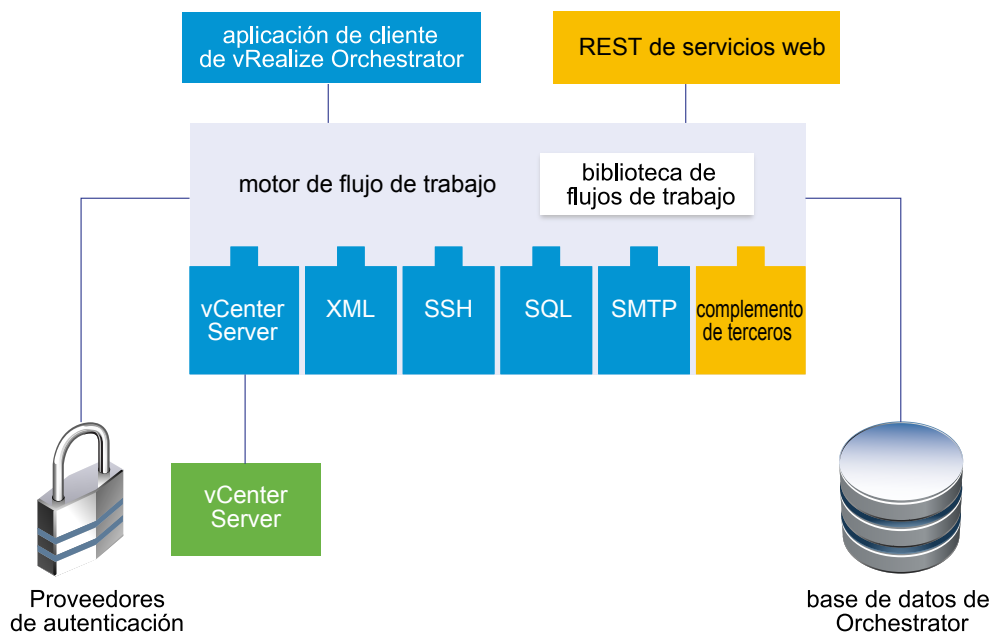 aplicación de cliente
de vRealize Orchestrator
REST de servicios web
motor de flujo de trabajo
biblioteca de
flujos de trabajo
vCenter
Server
XML
SSH
SQL
SMTP
complemento
de terceros
vCenter
Server
Proveedores
de autenticación
base de datos de
Orchestrator